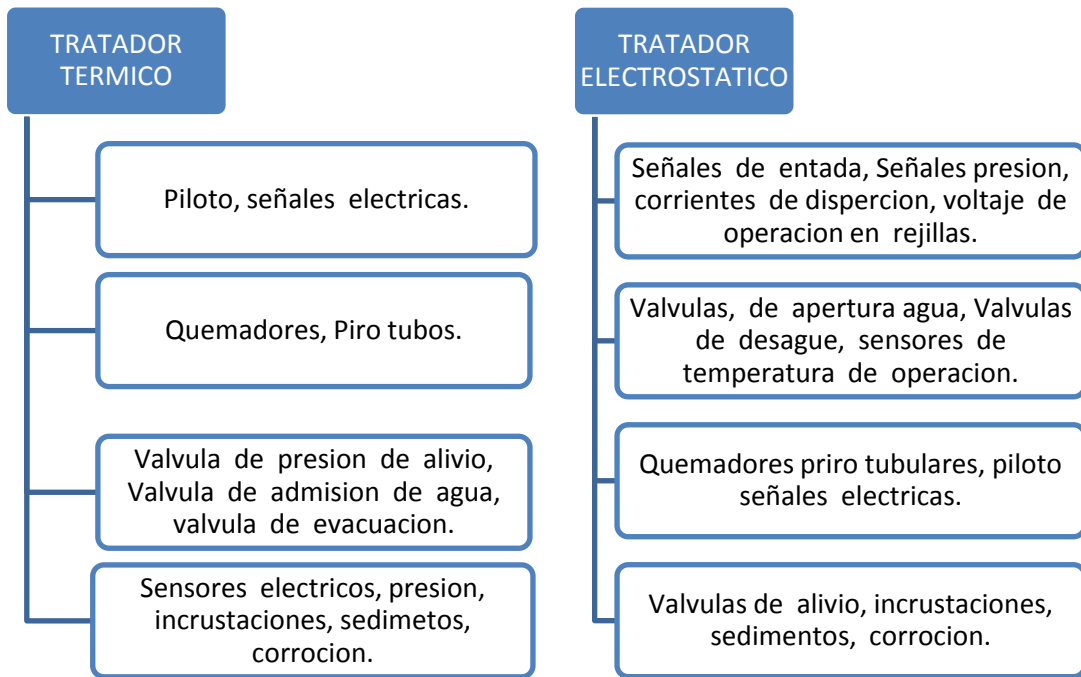 TRATADOR
TERMICO
Piloto, señales electricas.
Quemadores, Piro tubos.
Valvula de presion de alivio,
Valvula de admision de agua,
valvula de evacuacion.
Sensores electricos, presion,
incrustaciones, sedimetos,
corrocion.
TRATADOR
ELECTROSTATICO
Señales de entada, Señales presion,
corrientes de dispercion, voltaje de
operacion en rejillas.
Valvulas, de apertura agua, Valvulas
de desague, sensores de
temperatura de operacion.
Quemadores priro tubulares, piloto
señales electricas.
Valvulas de alivio, incrustaciones,
sedimentos, corrocion.